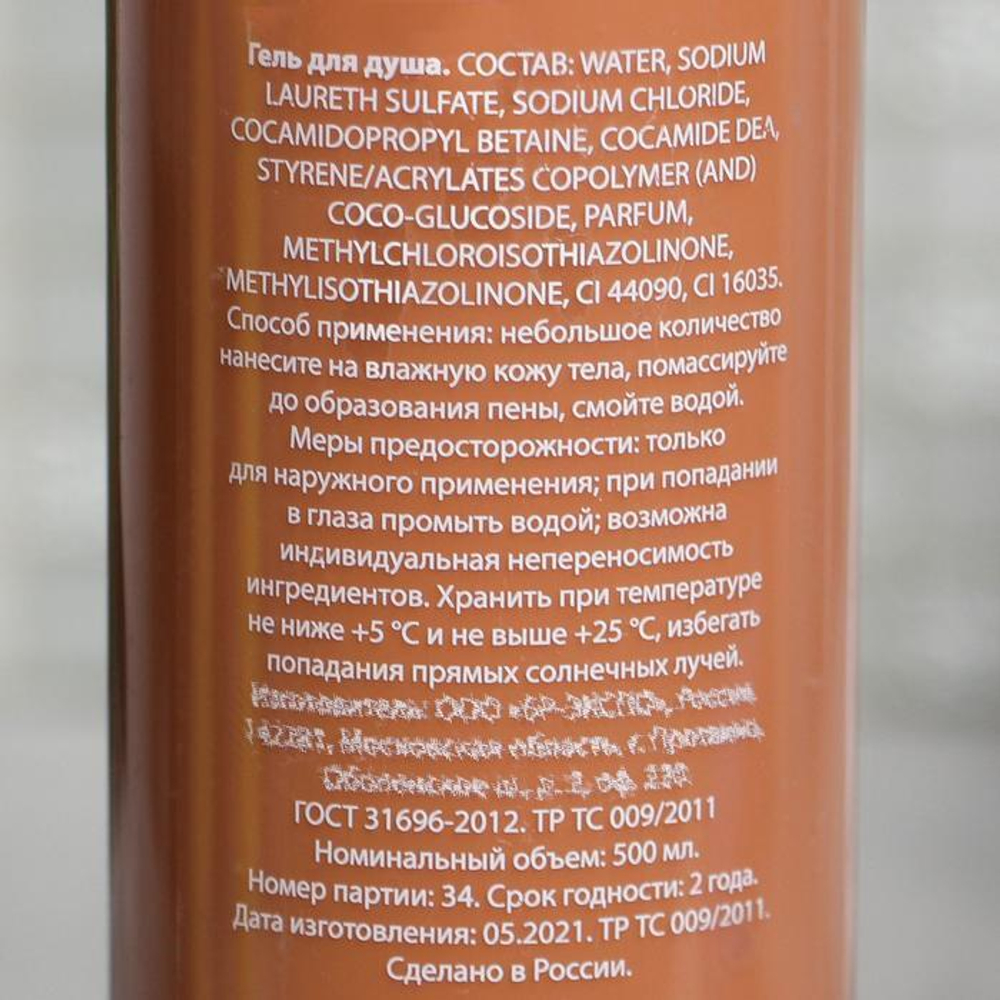 Гель для душа. СОСТАВ: WATER, SODIUM
LAURETH SULFATE, SODIUM CHLORIDE,
COCAMIDOPROPYL BETAINE, COCAMIDE DEA,
STYRENE/ACRYLATES COPOLYMER (AND)
COCO-GLUCOSIDE, PARFUM,
METHYLCHLOROISOTHIAZOLINONE,
METHYLISOTHIAZOLINONE, CI 44090, CI 16035.
Способ применения: небольшое количество
нанесите на влажную кожу тела, помассируйте
до образования пены, смойте водой.
Меры предосторожности: только
для наружного применения; при попадании
в глаза промыть водой; возможна
индивидуальная непереносимость
ингредиентов. Хранить при температуре
не ниже +5 °С и не выше +25 °С, избегать
попадания прямых солнечных лучей.
ООО Россия
Московская область, г.
ГОСТ 31696-2012. ТР ТС 009/2011
Номинальный объем: 500 мл.
Номер партии: 34. Срок годности: 2 года.
Дата изготовления: 05.2021. ТР ТС 009/2011.
Сделано в России.